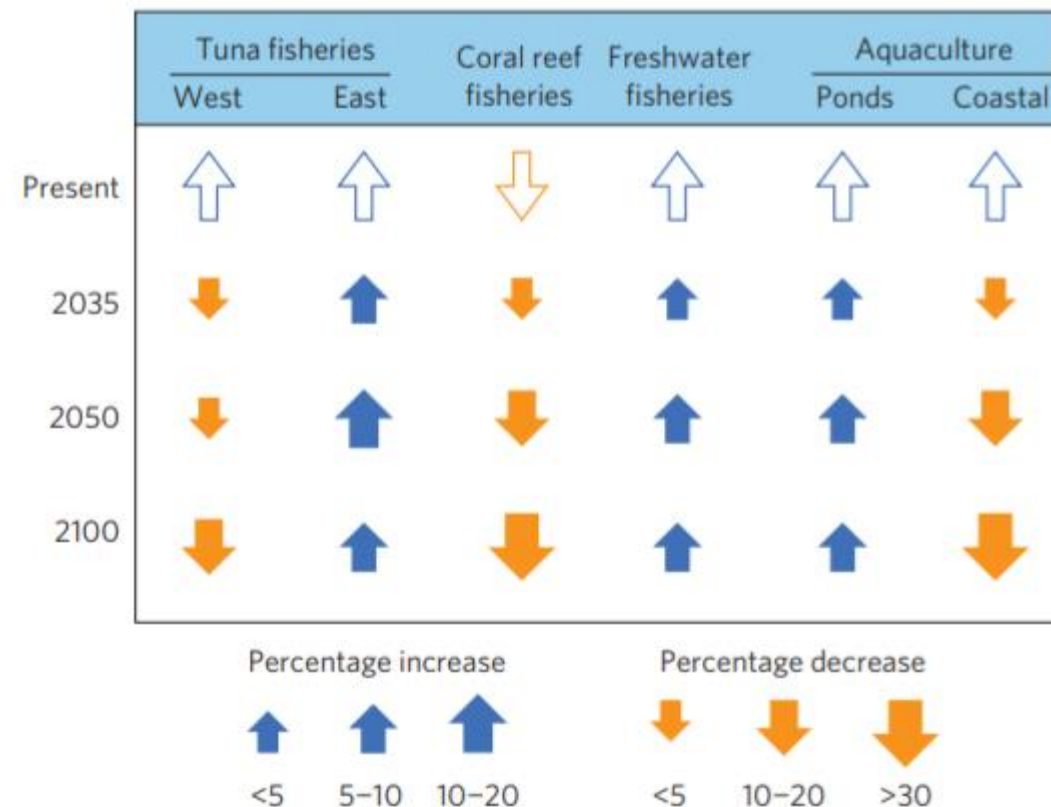 Tuna fisheries
West East
Coral reef
fisheries
Freshwater
fisheries
Aquaculture
Ponds Coastal
Present
2035
2050
2100
Percentage increase
<5 5–10 10–20
Percentage decrease
<5 10–20 >30